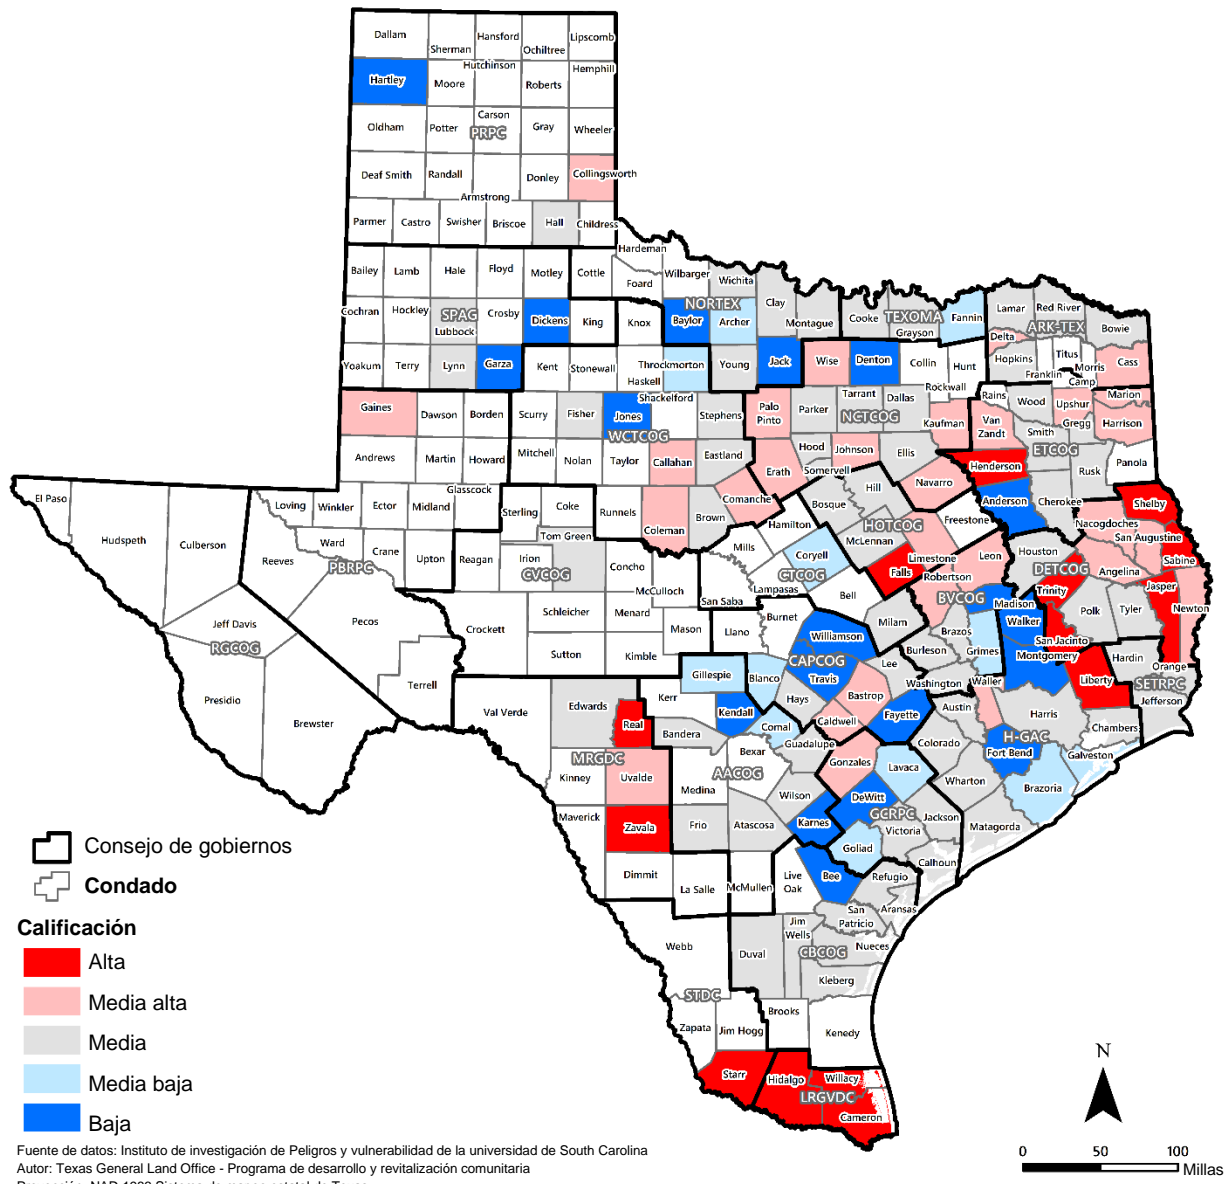 Dallam
Sherman
Hansford
Ochiltree
Lipscomb
Hartley
Moore
Hutchinson
Roberts
Hemphill
Oldham
Potter
Carson
PRPC
Gray
Wheeler
Deaf Smith
Randall
Armstrong
Donley
Collingsworth
Parmer
Castro
Swisher
Briscoe
Hall
Childress
Bailey
Lamb
Hale
Floyd
Motley
Cottle
Hardeman
Foard
Wilbarger
Wichita
Cochran
Hockley
SPAG
Lubbock
Crosby
Dickens
King
Knox
NORTEX
Baylor
Archer
Clay
Montague
Cooke
TEXOMA
Grayson
Fannin
Lamar
Red River
ARK-TEX
Bowie
Delta
Hopkins
Titus
Franklin
Morris
Camp
Cass
Yoakum
Terry
Lynn
Garza
Kent
Stonewall
Haskell
Throckmorton
Young
Jack
Wise
Denton
Collin
Hunt
Rockwall
Gaines
Dawson
Borden
Scurry
Fisher
Jones
Shackelford
WCTCOG
Stephens
Palo
Pinto
Parker
Tarrant
NCTCOG
Dallas
Kaufman
Rains
Van
Zandt
Wood
Upshur
Marion
Smith
Gregg
Harrison
ETCOG
Andrews
Martin
Howard
Mitchell
Nolan
Taylor
Callahan
Eastland
Erath
Hood
Somervell
Johnson
Ellis
Navarro
Henderson
Rusk
Panola
Anderson
Cherokee
Shelby
Nacogdoches
San Augustine
Sabine
El Paso
Hudspeth
Culberson
Loving
Winkler
Ector
Midland
Glasscock
Sterling
Coke
Runnels
Coleman
Brown
Comanche
Hamilton
Bosque
Hill
HOTCOG
McLennan
Freestone
Limestone
Falls
Robertson
Leon
Houston
DETCOG
Angelina
Trinity
Jasper
Newton
Reeves
Ward
PBRPC
Crane
Upton
Reagan
Irion
Tom Green
CVCOG
Concho
McCulloch
Mills
San Saba
Lampasas
CTCOG
Coryell
Bell
BVCOG
Madison
Walker
Polk
Tyler
San Jacinto
Jeff Davis
RGCOG
Pecos
Crockett
Schleicher
Menard
Mason
Sutton
Kimble
Llano
Burnet
Williamson
Milam
Brazos
Burleson
Grimes
Montgomery
Hardin
Orange
SETRPC
Jefferson
Liberty
Presidio
Brewster
Terrell
Val Verde
Edwards
Real
Kerr
Gillespie
Kendall
Blanco
CAPCOG
Travis
Hays
Bastrop
Lee
Washington
Waller
Austin
Fayette
Harris
H-GAC
Chambers
Galveston
Fort Bend
Brazoria
Bandera
Comal
Bexar
AACOG
Guadalupe
Caldwell
Gonzales
Lavaca
Colorado
Wharton
MRGDC
Kinney
Uvalde
Medina
Wilson
DeWitt
GCRPC
Victoria
Jackson
Matagorda
Maverick
Zavala
Frio
Atascosa
Karnes
Goliad
Calhoun
Dimmit
La Salle
McMullen
Live
Oak
Bee
Refugio
Aransas
San
Patricio
Jim
Wells
CBCOG
Nueces
Webb
Duval
Kleberg
STDC
Zapata
Jim Hogg
Brooks
Kenedy
Starr
Hidalgo
Willacy
LRGVDC
Cameron
Consejo de gobiernos
Condado
Calificación
Alta
Media alta
Media
Media baja
Baja
N
0 50 100
Millas
Fuente de datos: Instituto de investigación de Peligros y vulnerabilidad de la universidad de South Carolina
Autor: Texas General Land Office - Programa de desarrollo y revitalización comunitaria